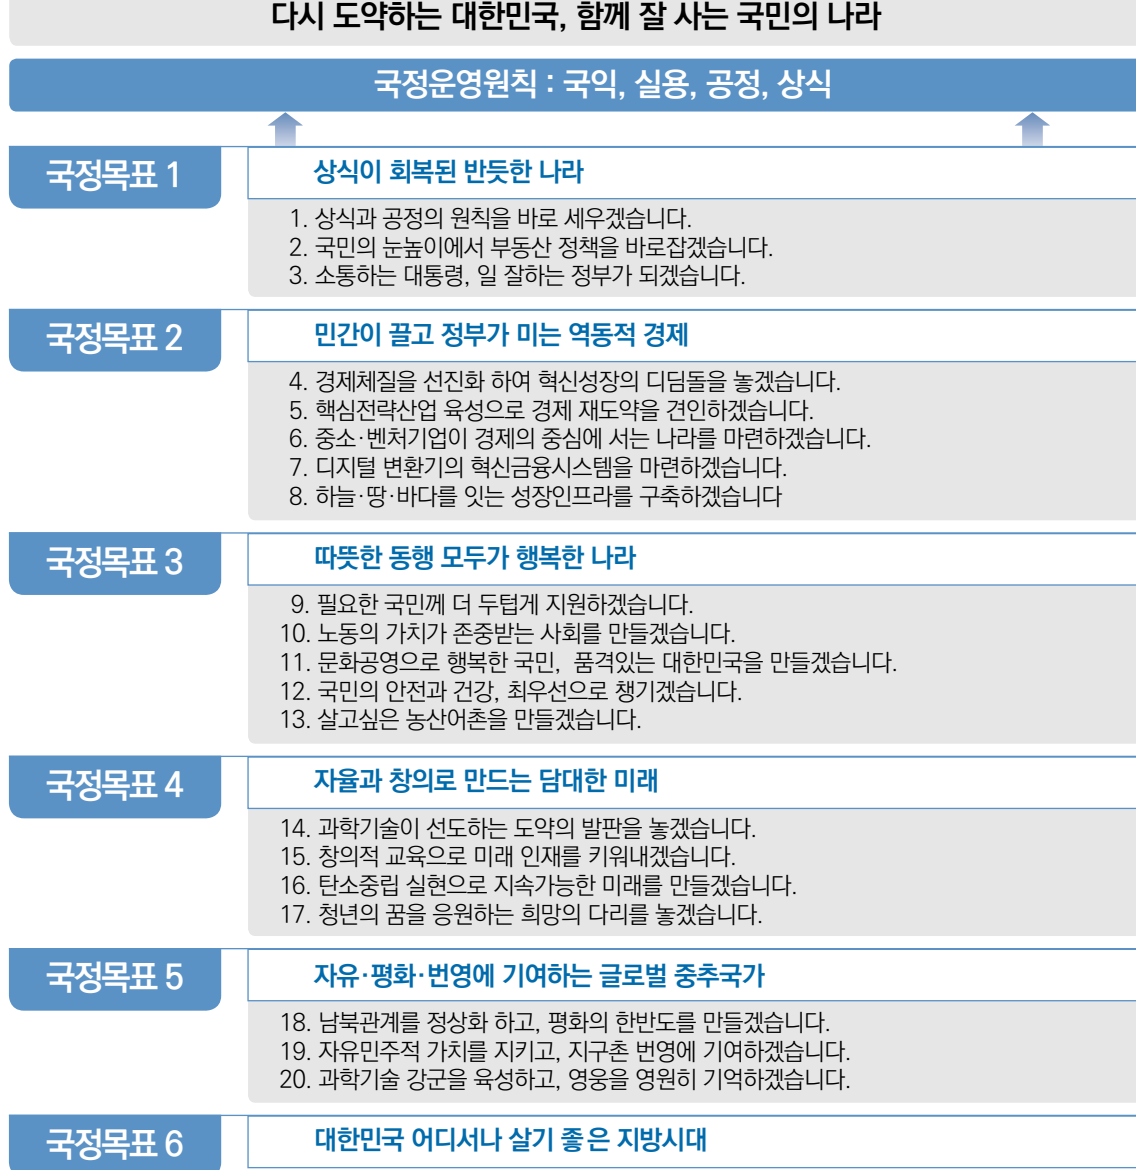 다시 도약하는 대한민국, 함께 잘 사는 국민의 나라
국정운영원칙 : 국익, 실용, 공정, 상식
국정목표 1
상식이 회복된 반듯한 나라
1. 상식과 공정의 원칙을 바로 세우겠습니다.
2. 국민의 눈높이에서 부동산 정책을 바로잡겠습니다.
3. 소통하는 대통령, 일 잘하는 정부가 되겠습니다.
국정목표 2
민간이 끌고 정부가 미는 역동적 경제
4. 경제체질을 선진화 하여 혁신성장의 디딤돌을 놓겠습니다.
5. 핵심전략산업 육성으로 경제 재도약을 견인하겠습니다.
6. 중소·벤처기업이 경제의 중심에 서는 나라를 마련하겠습니다.
7. 디지털 변환기의 혁신금융시스템을 마련하겠습니다.
8. 하늘·땅·바다를 잇는 성장인프라를 구축하겠습니다
국정목표 3
따뜻한 동행 모두가 행복한 나라
9. 필요한 국민께 더 두텁게 지원하겠습니다.
10. 노동의 가치가 존중받는 사회를 만들겠습니다.
11. 문화공영으로 행복한 국민, 품격있는 대한민국을 만들겠습니다.
12. 국민의 안전과 건강, 최우선으로 챙기겠습니다.
13. 살고싶은 농산어촌을 만들겠습니다.
국정목표 4
자율과 창의로 만드는 담대한 미래
14. 과학기술이 선도하는 도약의 발판을 놓겠습니다.
15. 창의적 교육으로 미래 인재를 키워내겠습니다.
16. 탄소중립 실현으로 지속가능한 미래를 만들겠습니다.
17. 청년의 꿈을 응원하는 희망의 다리를 놓겠습니다.
국정목표 5
자유·평화·번영에 기여하는 글로벌 중추국가
18. 남북관계를 정상화 하고, 평화의 한반도를 만들겠습니다.
19. 자유민주적 가치를 지키고, 지구촌 번영에 기여하겠습니다.
20. 과학기술 강군을 육성하고, 영웅을 영원히 기억하겠습니다.
국정목표 6
대한민국 어디서나 살기 좋은 지방시대